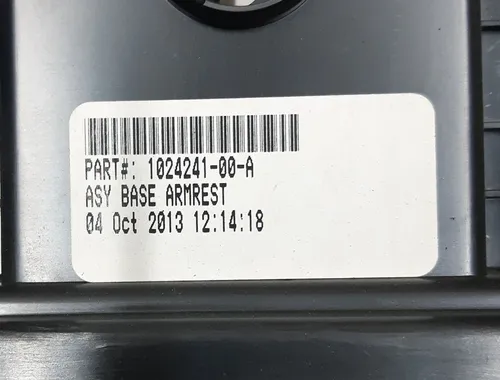 PART#: 1024241-00-A
ASY BASE ARMREST
04 Oct 2013 12:14:18